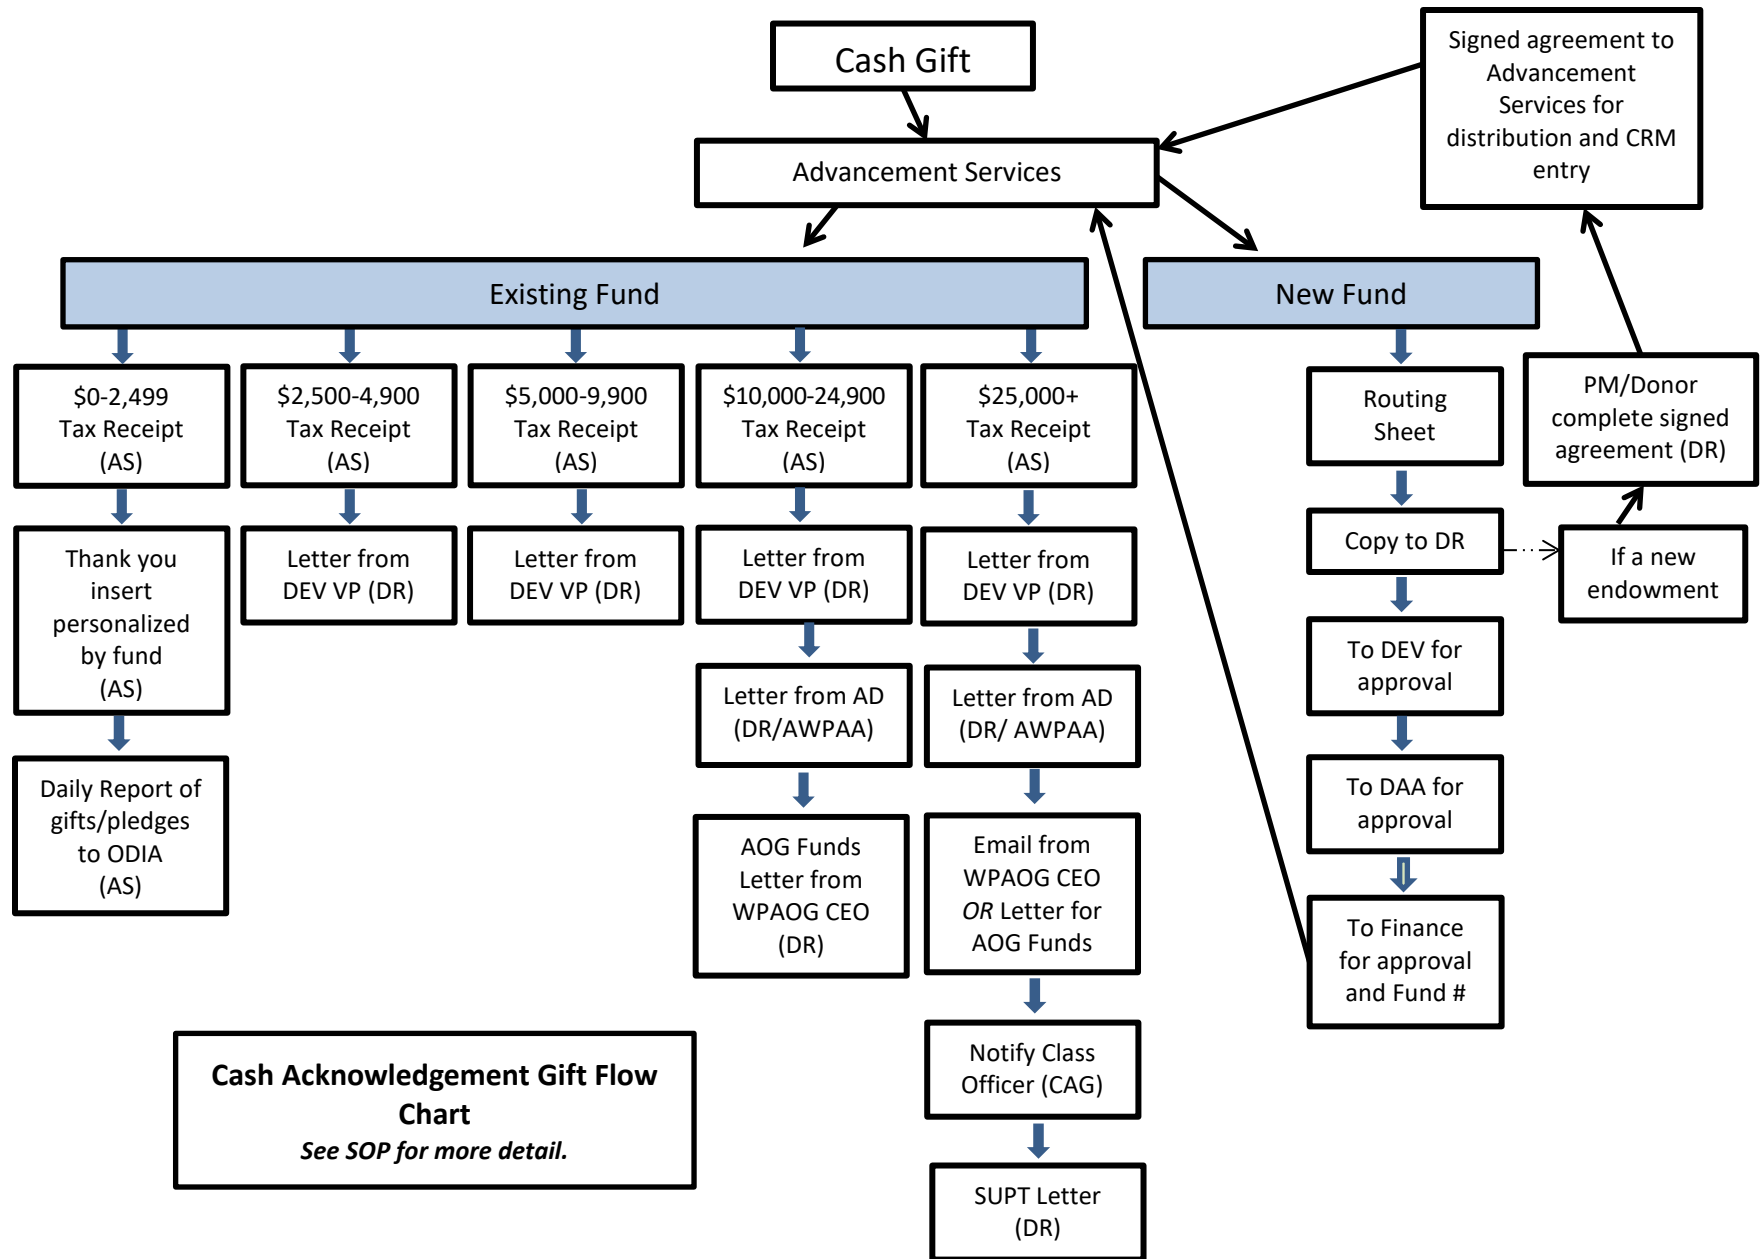 Cash Gift
Signed agreement to
Advancement
Services for
distribution and CRM
entry
Advancement Services
Existing Fund
New Fund
$0-2,499
Tax Receipt
(AS)
$2,500-4,900
Tax Receipt
(AS)
$5,000-9,900
Tax Receipt
(AS)
$10,000-24,900
Tax Receipt
(AS)
$25,000+
Tax Receipt
(AS)
Routing
Sheet
PM/Donor
complete signed
agreement (DR)
Thank you
insert
personalized
by fund
(AS)
Letter from
DEV VP (DR)
Letter from
DEV VP (DR)
Letter from
DEV VP (DR)
Letter from
DEV VP (DR)
Copy to DR
If a new
endowment
To DEV for
approval
Letter from AD
(DR/AWPAA)
Letter from AD
(DR/ AWPAA)
Daily Report of
gifts/pledges
to ODIA
(AS)
To DAA for
approval
AOG Funds
Letter from
WPAOG CEO
(DR)
Email from
WPAOG CEO
OR Letter for
AOG Funds
To Finance
for approval
and Fund #
Notify Class
Officer (CAG)
Cash Acknowledgement Gift Flow
Chart
See SOP for more detail.
SUPT Letter
(DR)